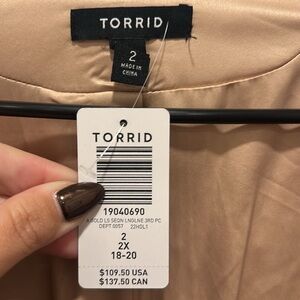 TORRID
2
MADE IN
CHINA
TORRID
19040690
GOLD LS SEQN LNGLNE 3RD PC
DEPT 0057 22HDL1
2
2X
18-20
$109.50 USA
$137.50 CAN